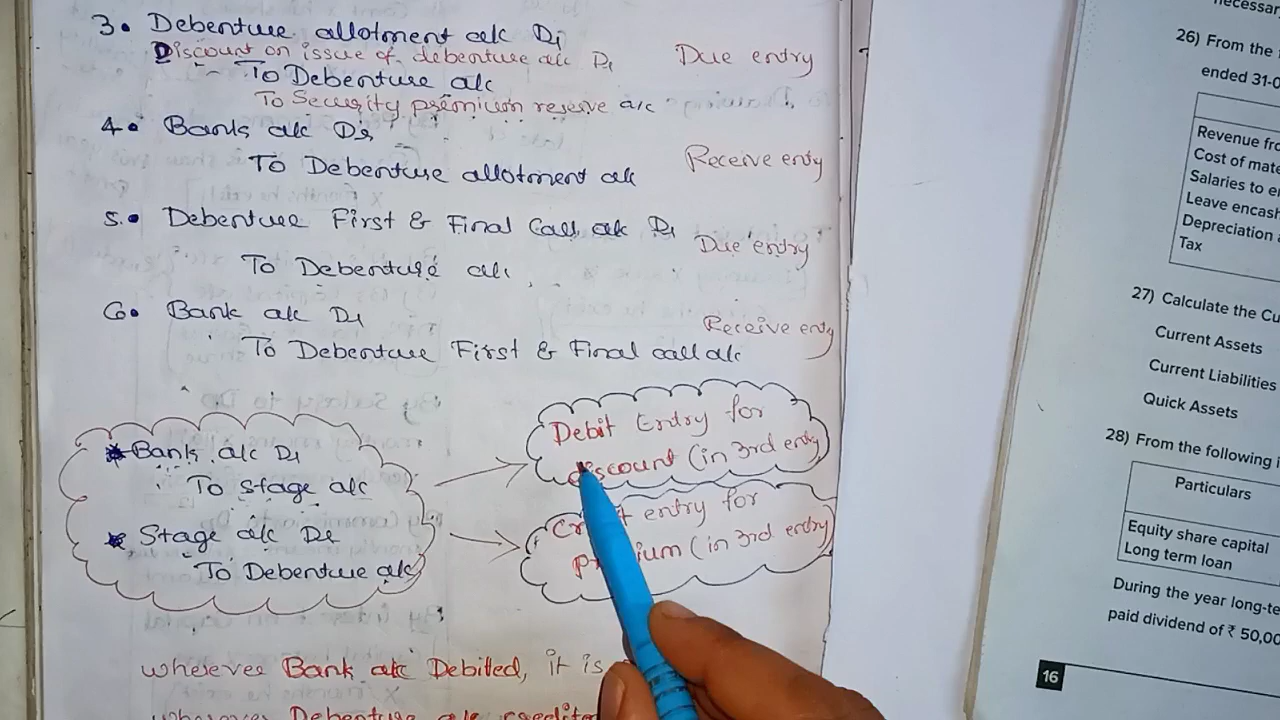 3. Debenture allotment a/c Dr
Discount on issue of debenture a/c Dr Due entry
To Debenture a/c
To Security premium reserve a/c
4. Bank a/c Dr
To Debenture allotment a/c Receive enty
5. Debenture First & Final Call a/c Dr
Due entry
To Debenture a/c
6. Bank a/c Dr
Receive enty
To Debenture First & Final call a/c
* Bank a/c Dr
To stage a/c
* Stage a/c Dr
To Debenture a/c
Debit Entry for
discount (in 3rd enty
entry for
(in 3rd entry)
wherever Bank a/c Debited, it is
Debenture a/c
necessar
26) From the
ended 31-0
Revenue fro
Cost of mate
Salaries to e
Leave encash
Depreciation a
Tax
27) Calculate the Cu
Current Assets
Current Liabilities
Quick Assets
28) From the following i
Particulars
Equity share capital
Long term loan
During the year long-te
paid dividend of ₹ 50,00
16